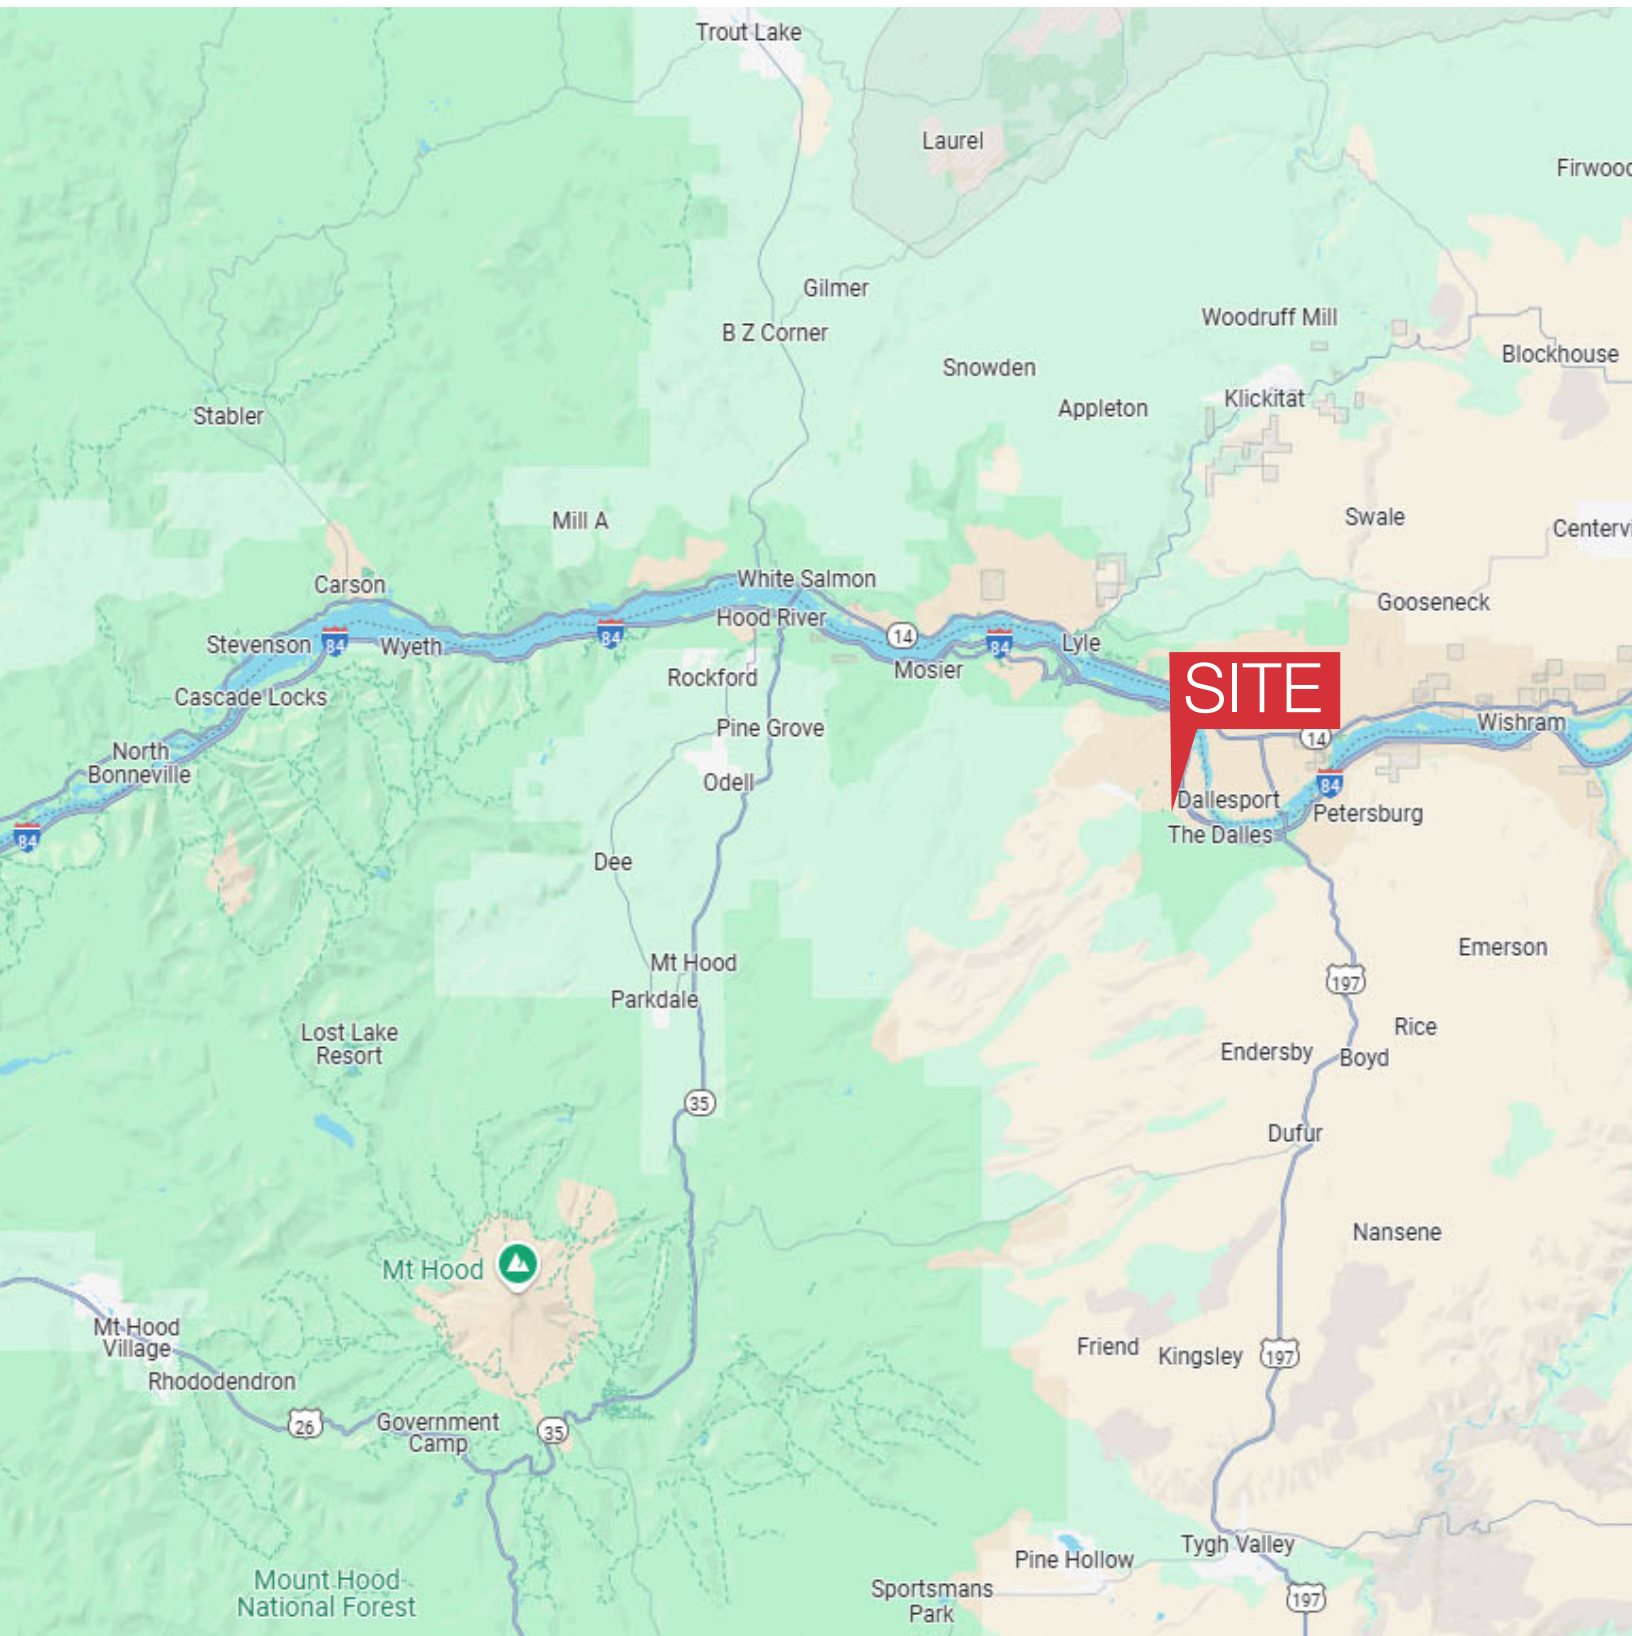 Trout Lake
Laurel
Gilmer
B Z Corner
Woodruff Mill
Blockhouse
Snowden
Klickitat
Appleton
Stabler
Swale
Mill A
White Salmon
Carson
Gooseneck
Hood River
84
14
84
Lyle
Stevenson
84
Wyeth
Mosier
Rockford
SITE
Cascade Locks
Wishram
Pine Grove
14
North
Bonneville
Odell
84
Dallesport
Petersburg
84
The Dalles
Dee
Emerson
Mt Hood
197
Parkdale
Rice
Lost Lake
Resort
Endersby
Boyd
35
Dufur
Nansene
Mt Hood
Mt Hood
Village
Friend
Kingsley
197
Rhododendron
26
Government
Camp
35
Tygh Valley
Pine Hollow
Mount Hood
National Forest
Sportsmans
Park
197